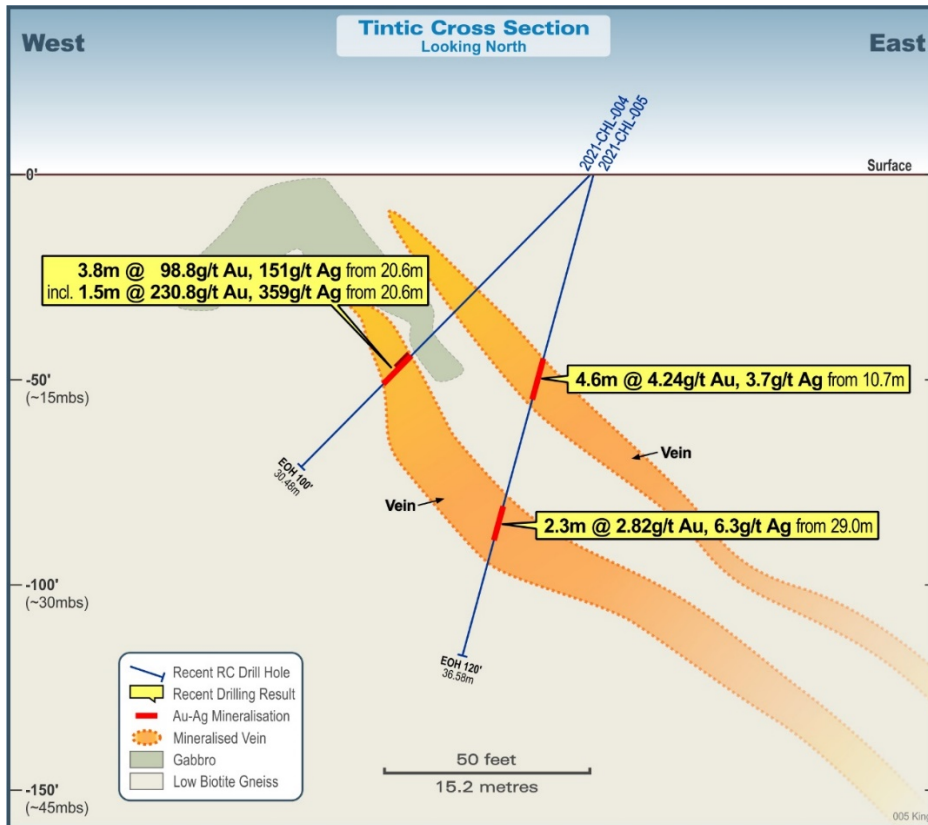 Tintic Cross Section
Looking North
West
East
2021-CHL-004
2021-CHL-005
Surface
0'
3.8m @ 98.8g/t Au, 151g/t Ag from 20.6m
incl. 1.5m @ 230.8g/t Au, 359g/t Ag from 20.6m
-50'
(~15mbs)
4.6m @ 4.24g/t Au, 3.7g/t Ag from 10.7m
Vein
EOH 100'
30.48m
Vein
2.3m @ 2.82g/t Au, 6.3g/t Ag from 29.0m
-100'
(~30mbs)
EOH 120'
36.58m
Recent RC Drill Hole
Recent Drilling Result
Au-Ag Mineralisation
Mineralised Vein
Gabbro
Low Biotite Gneiss
50 feet
15.2 metres
-150'
(~45mbs)
005 King